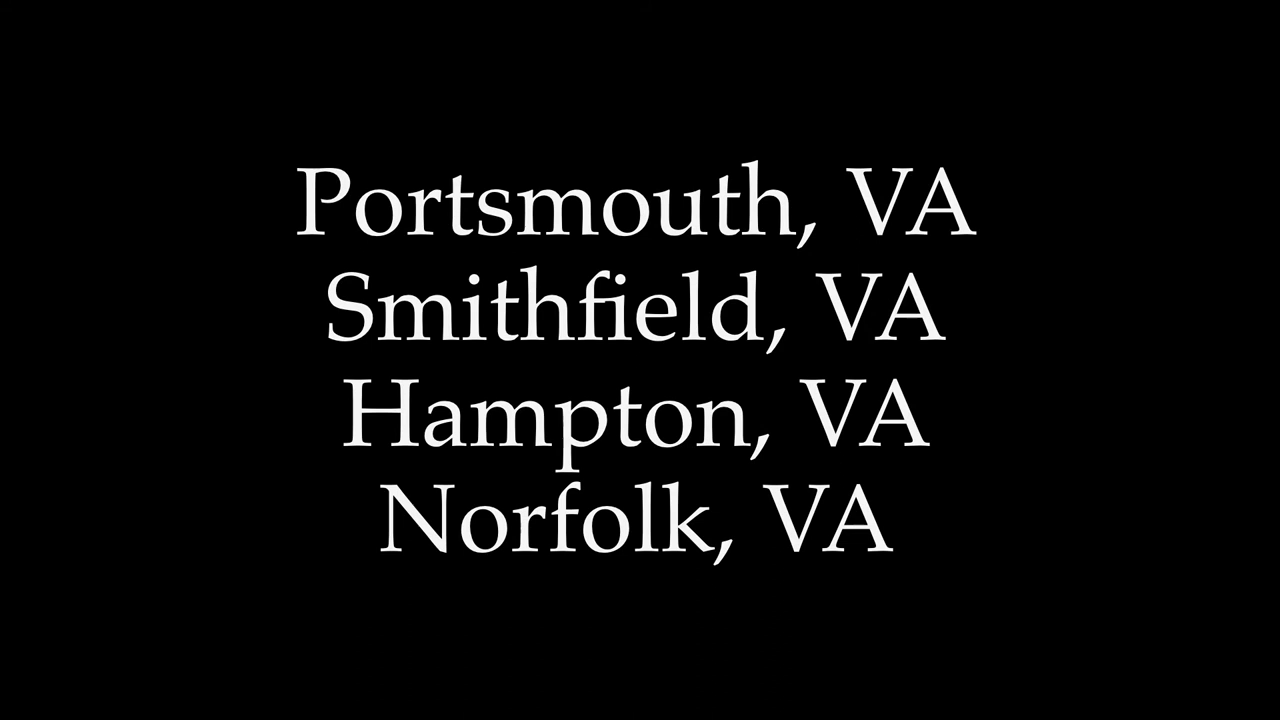 Portsmouth, VA
Smithfield, VA
Hampton, VA
Norfolk, VA